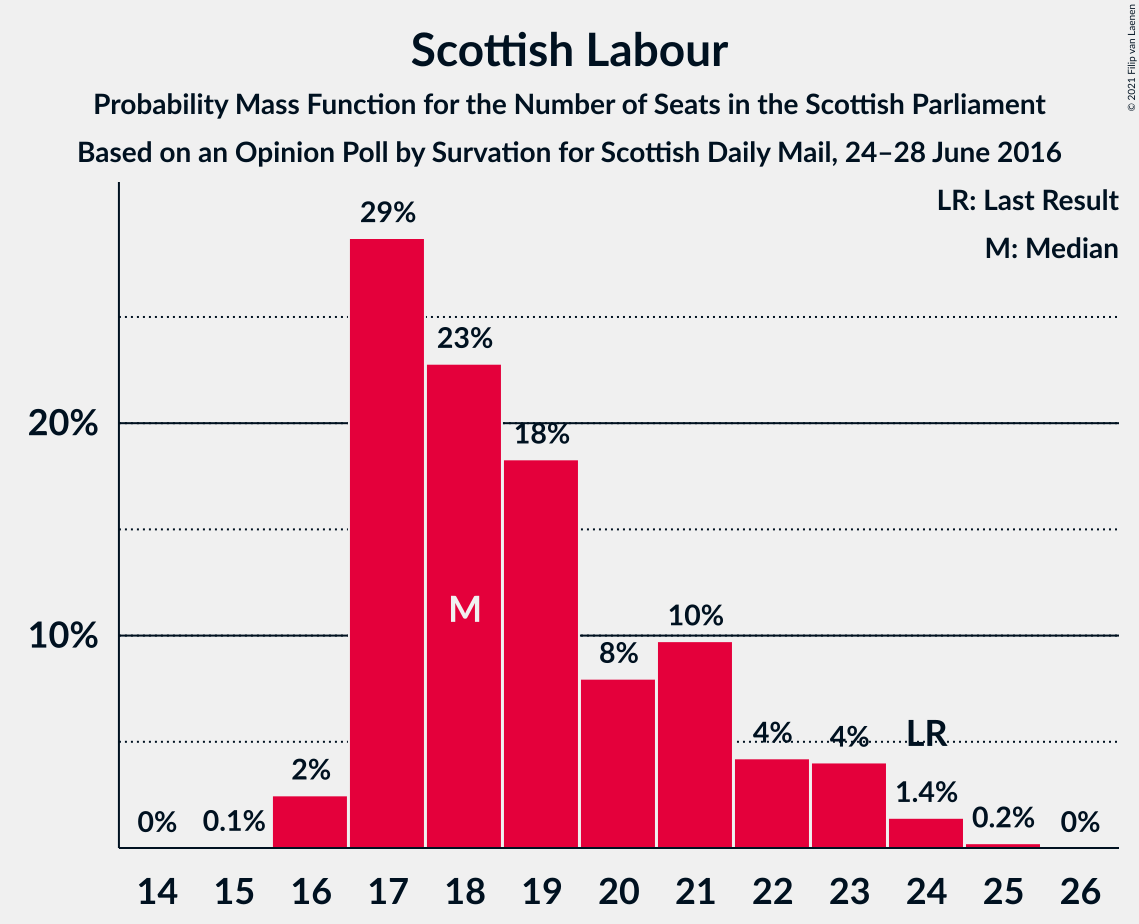 © 2021 Filip van Laenen
Scottish Labour
Probability Mass Function for the Number of Seats in the Scottish Parliament
Based on an Opinion Poll by Survation for Scottish Daily Mail, 24–28 June 2016
LR: Last Result
M: Median
29%
23%
20%
18%
M
10%
10%
8%
4%
4%
LR
2%
1.4%
0%
0.1%
0.2%
0%
14 15 16 17 18 19 20 21 22 23 24 25 26